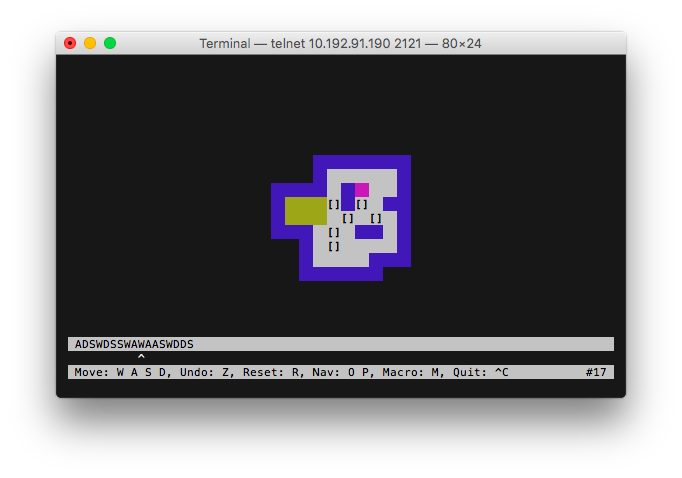 Terminal — telnet 10.192.91.190 2121 — 80×24
[] []
[] []
[]
[]
ADSWDSSWAWAASWDDS
^
Move: W A S D, Undo: Z, Reset: R, Nav: O P, Macro: M, Quit: ^C #17